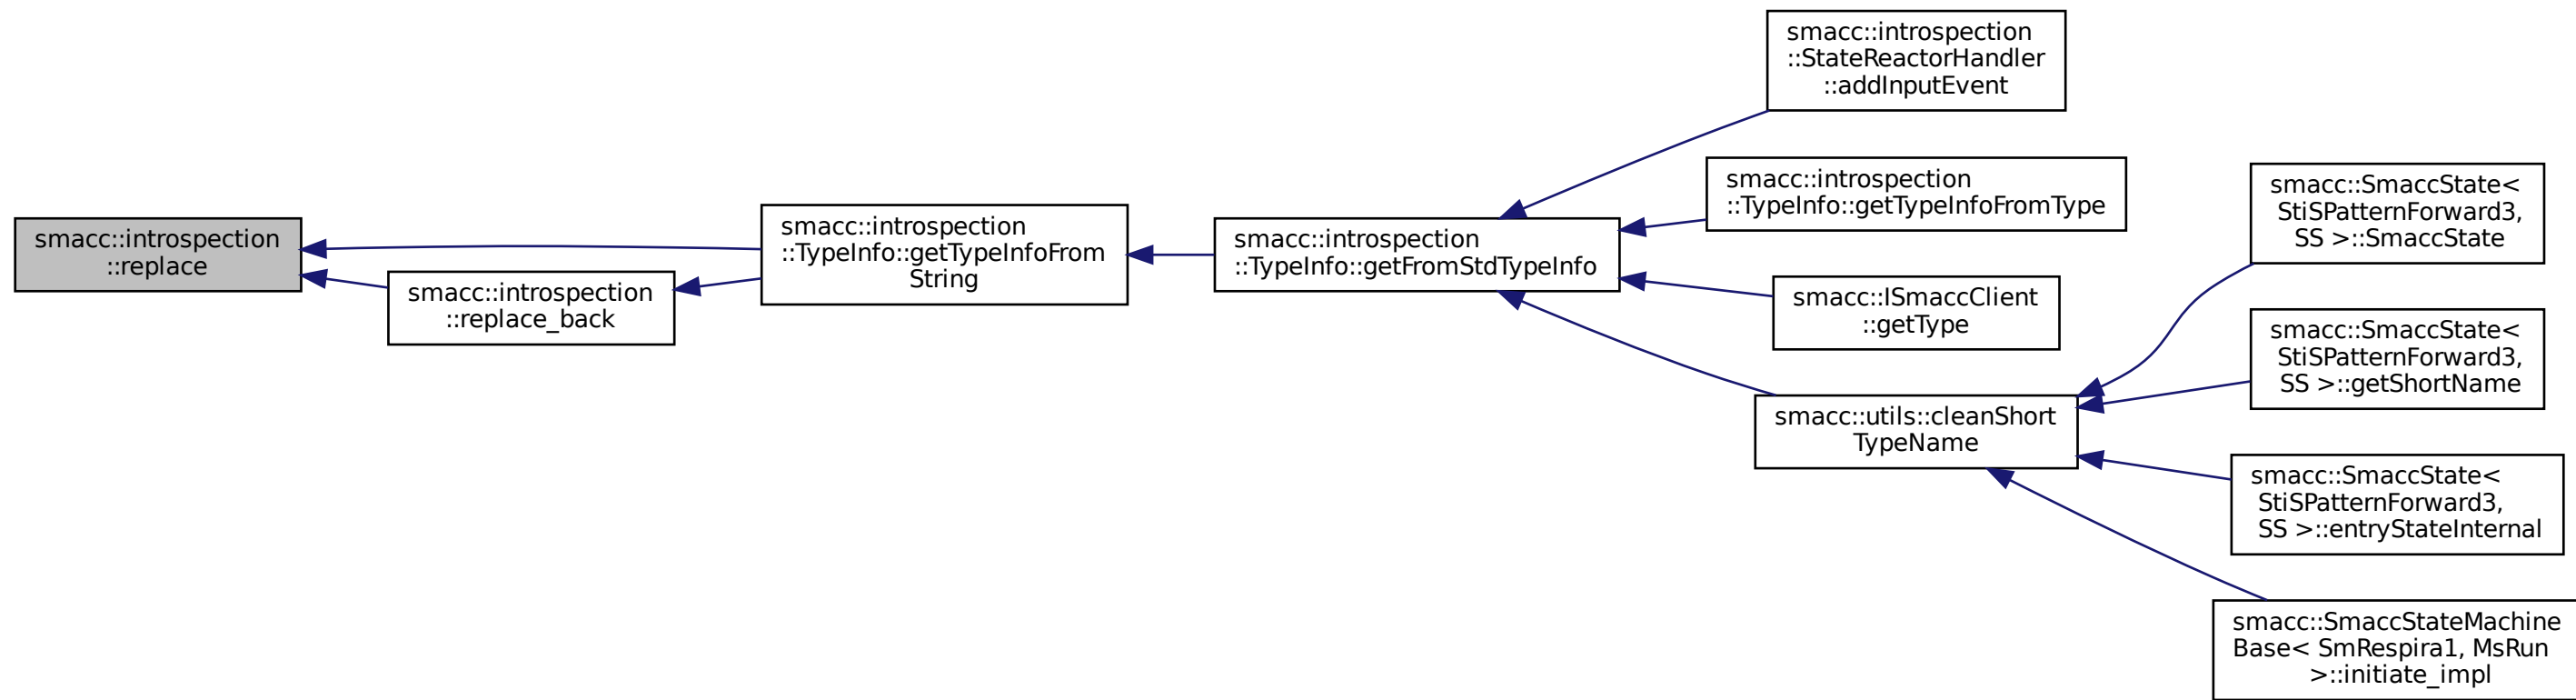 smacc::introspection
::replace
smacc::introspection
::replace_back
smacc::introspection
::TypeInfo::getTypeInfoFrom
String
smacc::introspection
::TypeInfo::getFromStdTypeInfo
smacc::introspection
::StateReactorHandler
::addInputEvent
smacc::introspection
::TypeInfo::getTypeInfoFromType
smacc::ISmaccClient
::getType
smacc::utils::cleanShort
TypeName
smacc::SmaccState<
StiSPatternForward3,
SS >::SmaccState
smacc::SmaccState<
StiSPatternForward3,
SS >::getShortName
smacc::SmaccState<
StiSPatternForward3,
SS >::entryStateInternal
smacc::SmaccStateMachine
Base< SmRespira1, MsRun
>::initiate_impl